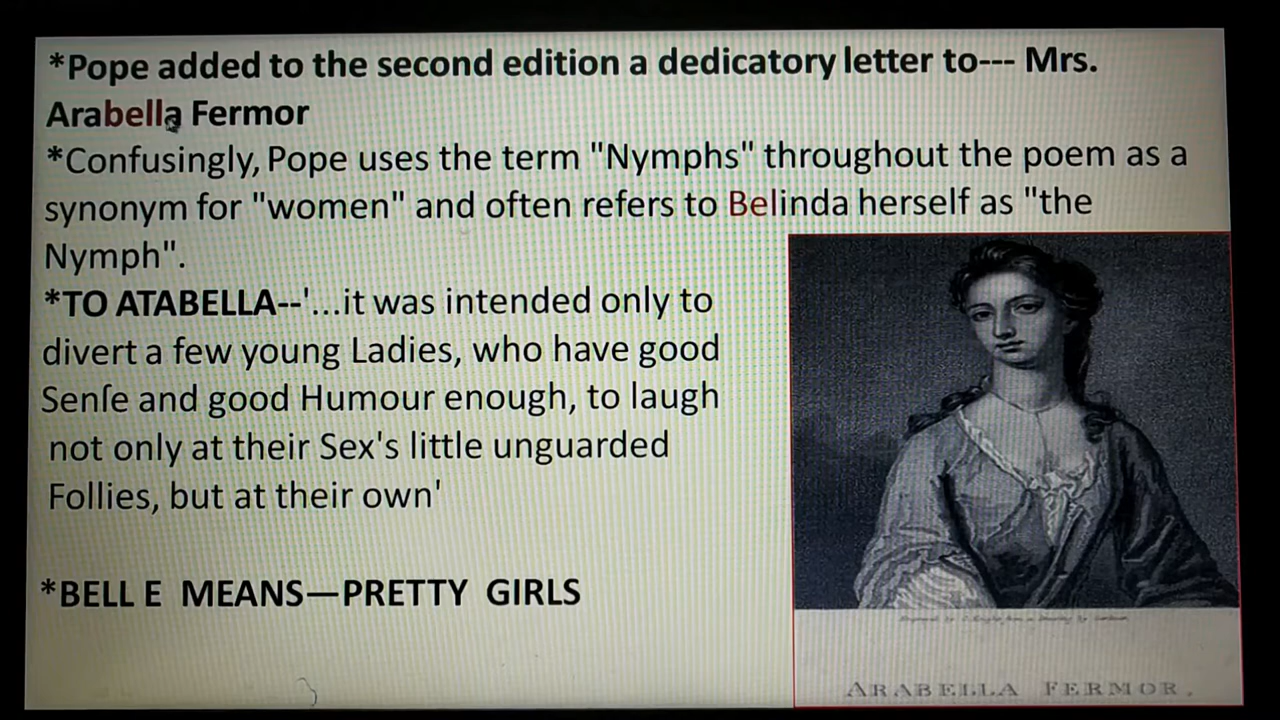 *Pope added to the second edition a dedicatory letter to--- Mrs.
Arabella Fermor
*Confusingly, Pope uses the term "Nymphs" throughout the poem as a
synonym for "women" and often refers to Belinda herself as "the
Nymph".
*TO ATABELLA--'...it was intended only to
divert a few young Ladies, who have good
Senſe and good Humour enough, to laugh
not only at their Sex's little unguarded
Follies, but at their own'
*BELL E MEANS—PRETTY GIRLS
ARABELLA FERMOR.